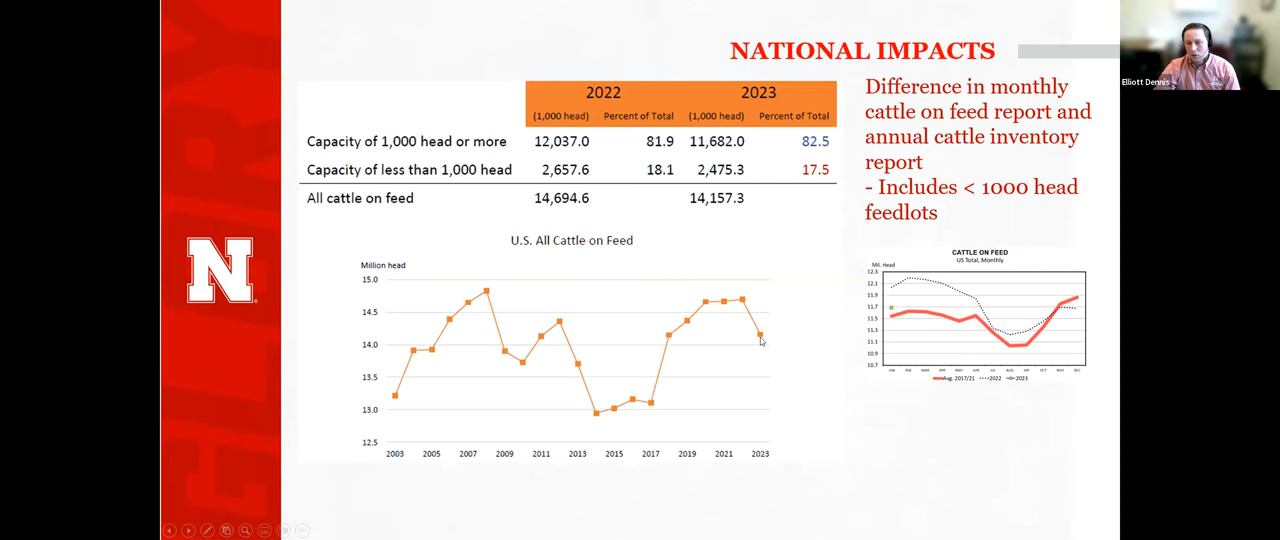 NATIONAL IMPACTS
Elliott Dennis
2022 2023
(1,000 head) Percent of Total (1,000 head) Percent of Total
Capacity of 1,000 head or more 12,037.0 81.9 11,682.0 82.5
Capacity of less than 1,000 head 2,657.6 18.1 2,475.3 17.5
All cattle on feed 14,694.6 14,157.3
Difference in monthly
cattle on feed report and
annual cattle inventory
report
- Includes < 1000 head
feedlots
U.S. All Cattle on Feed
Million head
15.0
14.5
14.0
13.5
13.0
12.5
2003 2005 2007 2009 2011 2013 2015 2017 2019 2021 2023
CATTLE ON FEED
US Total, Monthly
Mil. Head
12.3
12.1
11.9
11.7
11.5
11.3
11.1
10.9
10.7
JAN FEB MAR APR MAY JUN JUL AUG SEP OCT NOV DEC
Avg. 2017/21 2022 2023
N
GLORY